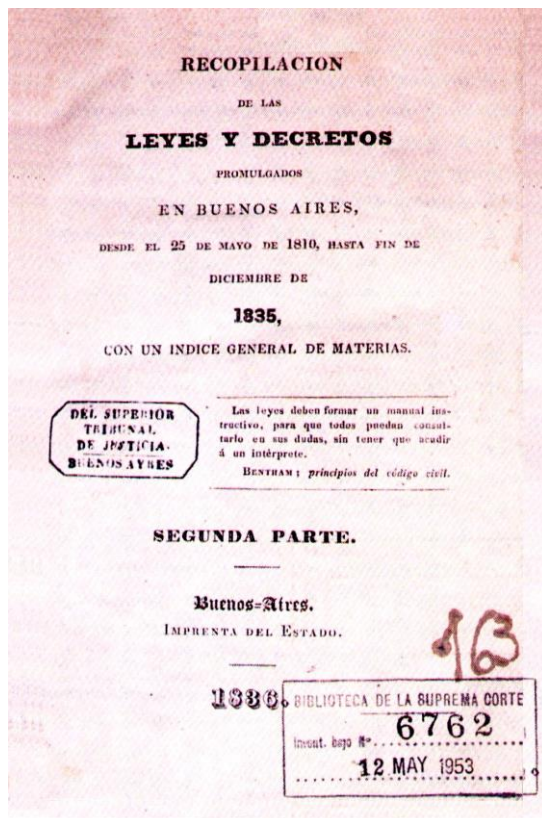 RECOPILACION
DE LAS
LEYES Y DECRETOS
PROMULGADOS
EN BUENOS AIRES,
DESDE EL 25 DE MAYO DE 1810, HASTA FIN DE
DICIEMBRE DE
1835,
CON UN INDICE GENERAL DE MATERIAS.
DEL SUPERIOR
TRIBUNAL
DE JUSTICIA.
BUENOS AYRES
Las leyes deben formar un manual ins-
tructivo, para que todos puedan consul-
tarlo en sus dudas, sin tener que acudir
á un intérprete.
BENTHAM; principios del código civil.
SEGUNDA PARTE.
Buenos=Aires.
IMPRENTA DEL ESTADO.
163
1836.
BIBLIOTECA DE LA SUPREMA CORTE
Invent. bajo Nº 6762
12 MAY 1953